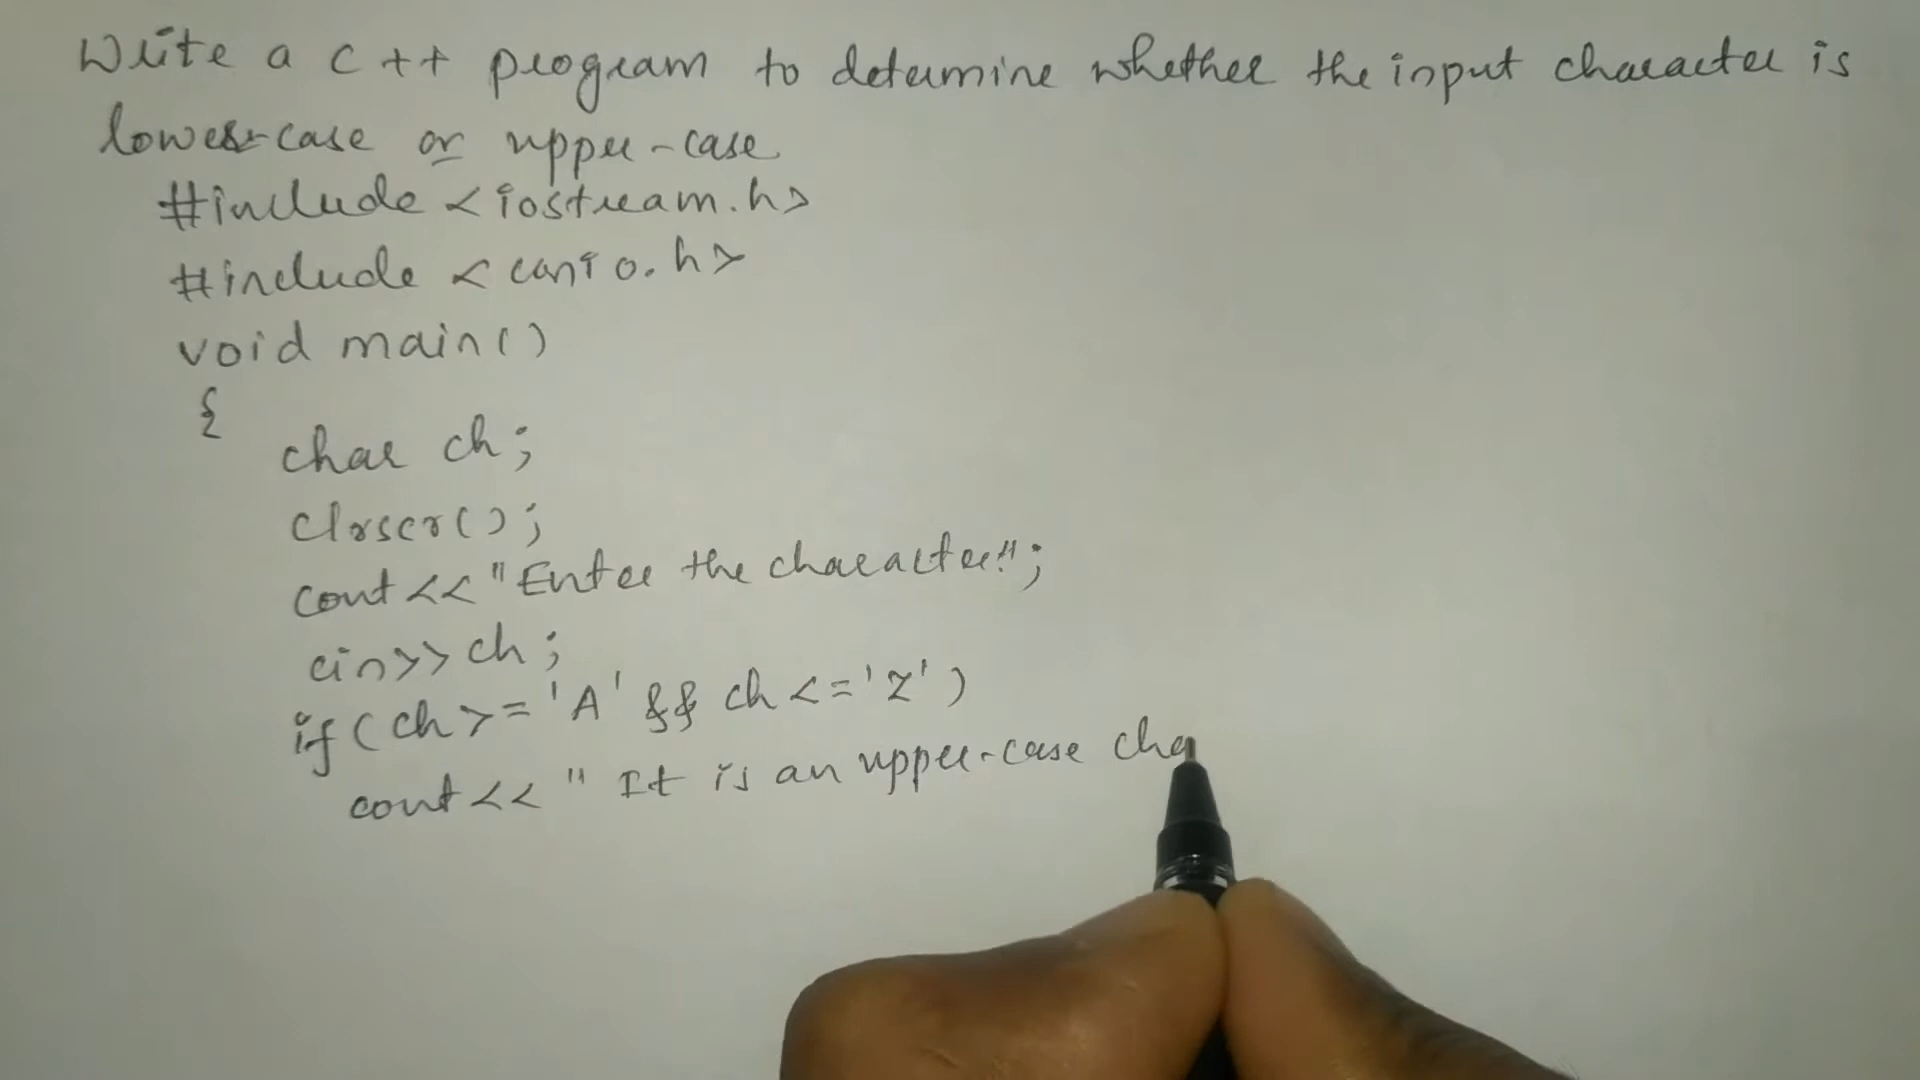 Write a C++ program to determine whether the input character is
lower-case or upper-case
#include <iostream.h>
#include <conio.h>
void main()
{
char ch;
clrscr();
cout<<"Enter the character:";
cin>>ch;
if(ch>='A' && ch<='Z')
cout<<"It is an upper-case cha